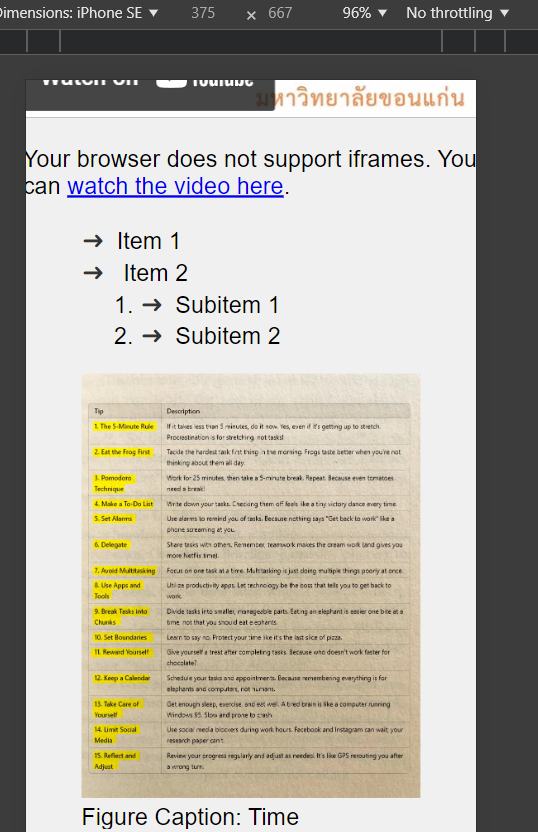 Dimensions: iPhone SE ▼ 375 × 667 96% ▼ No throttling ▼
Watch on YouTube
มหาวิทยาลัยขอนแก่น
Your browser does not support iframes. You
can watch the video here.
➔ Item 1
➔ Item 2
1. ➔ Subitem 1
2. ➔ Subitem 2
Tip Description
1. The 5-Minute Rule If it takes less than 5 minutes, do it now. Yes, even if it's getting up to stretch.
Procrastination is for stretching, not tasks!
2. Eat the Frog First Tackle the hardest task first thing in the morning. Frogs taste better when you're not
thinking about them all day.
3. Pomodoro Work for 25 minutes, then take a 5-minute break. Repeat. Because even tomatoes
Technique need a break!
4. Make a To-Do List Write down your tasks. Checking them off feels like a tiny victory dance every time.
5. Set Alarms Use alarms to remind you of tasks. Because nothing says "Get back to work" like a
phone screaming at you.
6. Delegate Share tasks with others. Remember, teamwork makes the dream work (and gives you
more Netflix time).
7. Avoid Multitasking Focus on one task at a time. Multitasking is just doing multiple things poorly at once.
8. Use Apps and Utilize productivity apps. Let technology be the boss that tells you to get back to
Tools work.
9. Break Tasks into Divide tasks into smaller, manageable parts. Eating an elephant is easier one bite at a
Chunks time, not that you should eat elephants.
10. Set Boundaries Learn to say no. Protect your time like it's the last slice of pizza.
11. Reward Yourself Give yourself a treat after completing tasks. Because who doesn't work faster for
chocolate?
12. Keep a Calendar Schedule your tasks and appointments. Because remembering everything is for
elephants and computers, not humans.
13. Take Care of Get enough sleep, exercise, and eat well. A tired brain is like a computer running
Yourself Windows 95. Slow and prone to crash.
14. Limit Social Use social media blockers during work hours. Facebook and Instagram can wait; your
Media research paper can't.
15. Reflect and Review your progress regularly and adjust as needed. It's like GPS rerouting you after
Adjust a wrong turn.
Figure Caption: Time